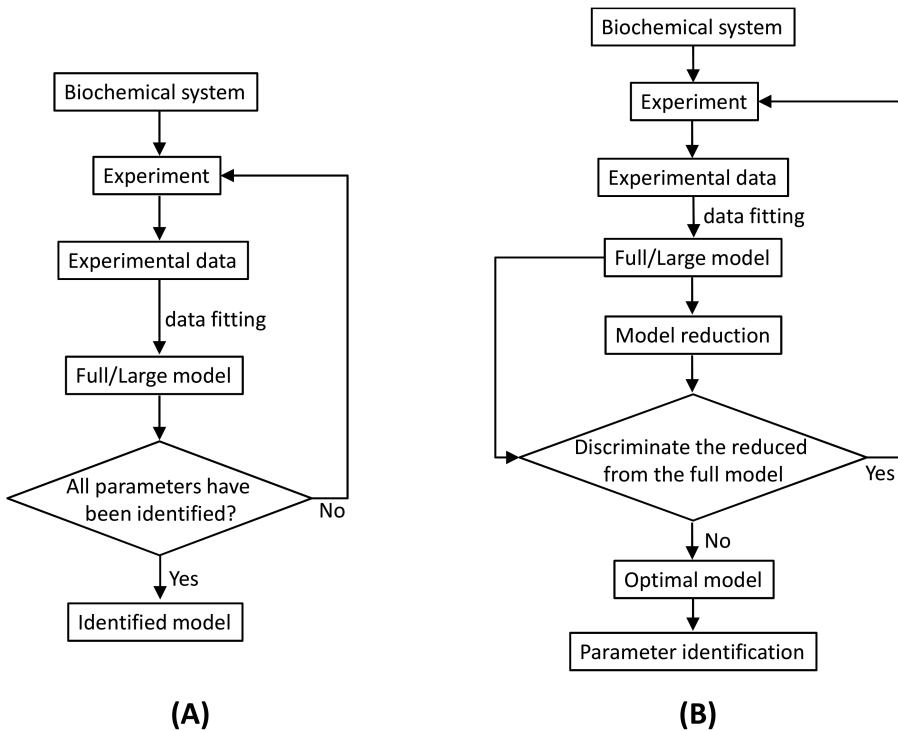 Biochemical system
Experiment
Experimental data
data fitting
Full/Large model
All parameters have
been identified?
No
Yes
Identified model
(A)
Biochemical system
Experiment
Experimental data
data fitting
Full/Large model
Model reduction
Discriminate the reduced
from the full model
Yes
No
Optimal model
Parameter identification
(B)